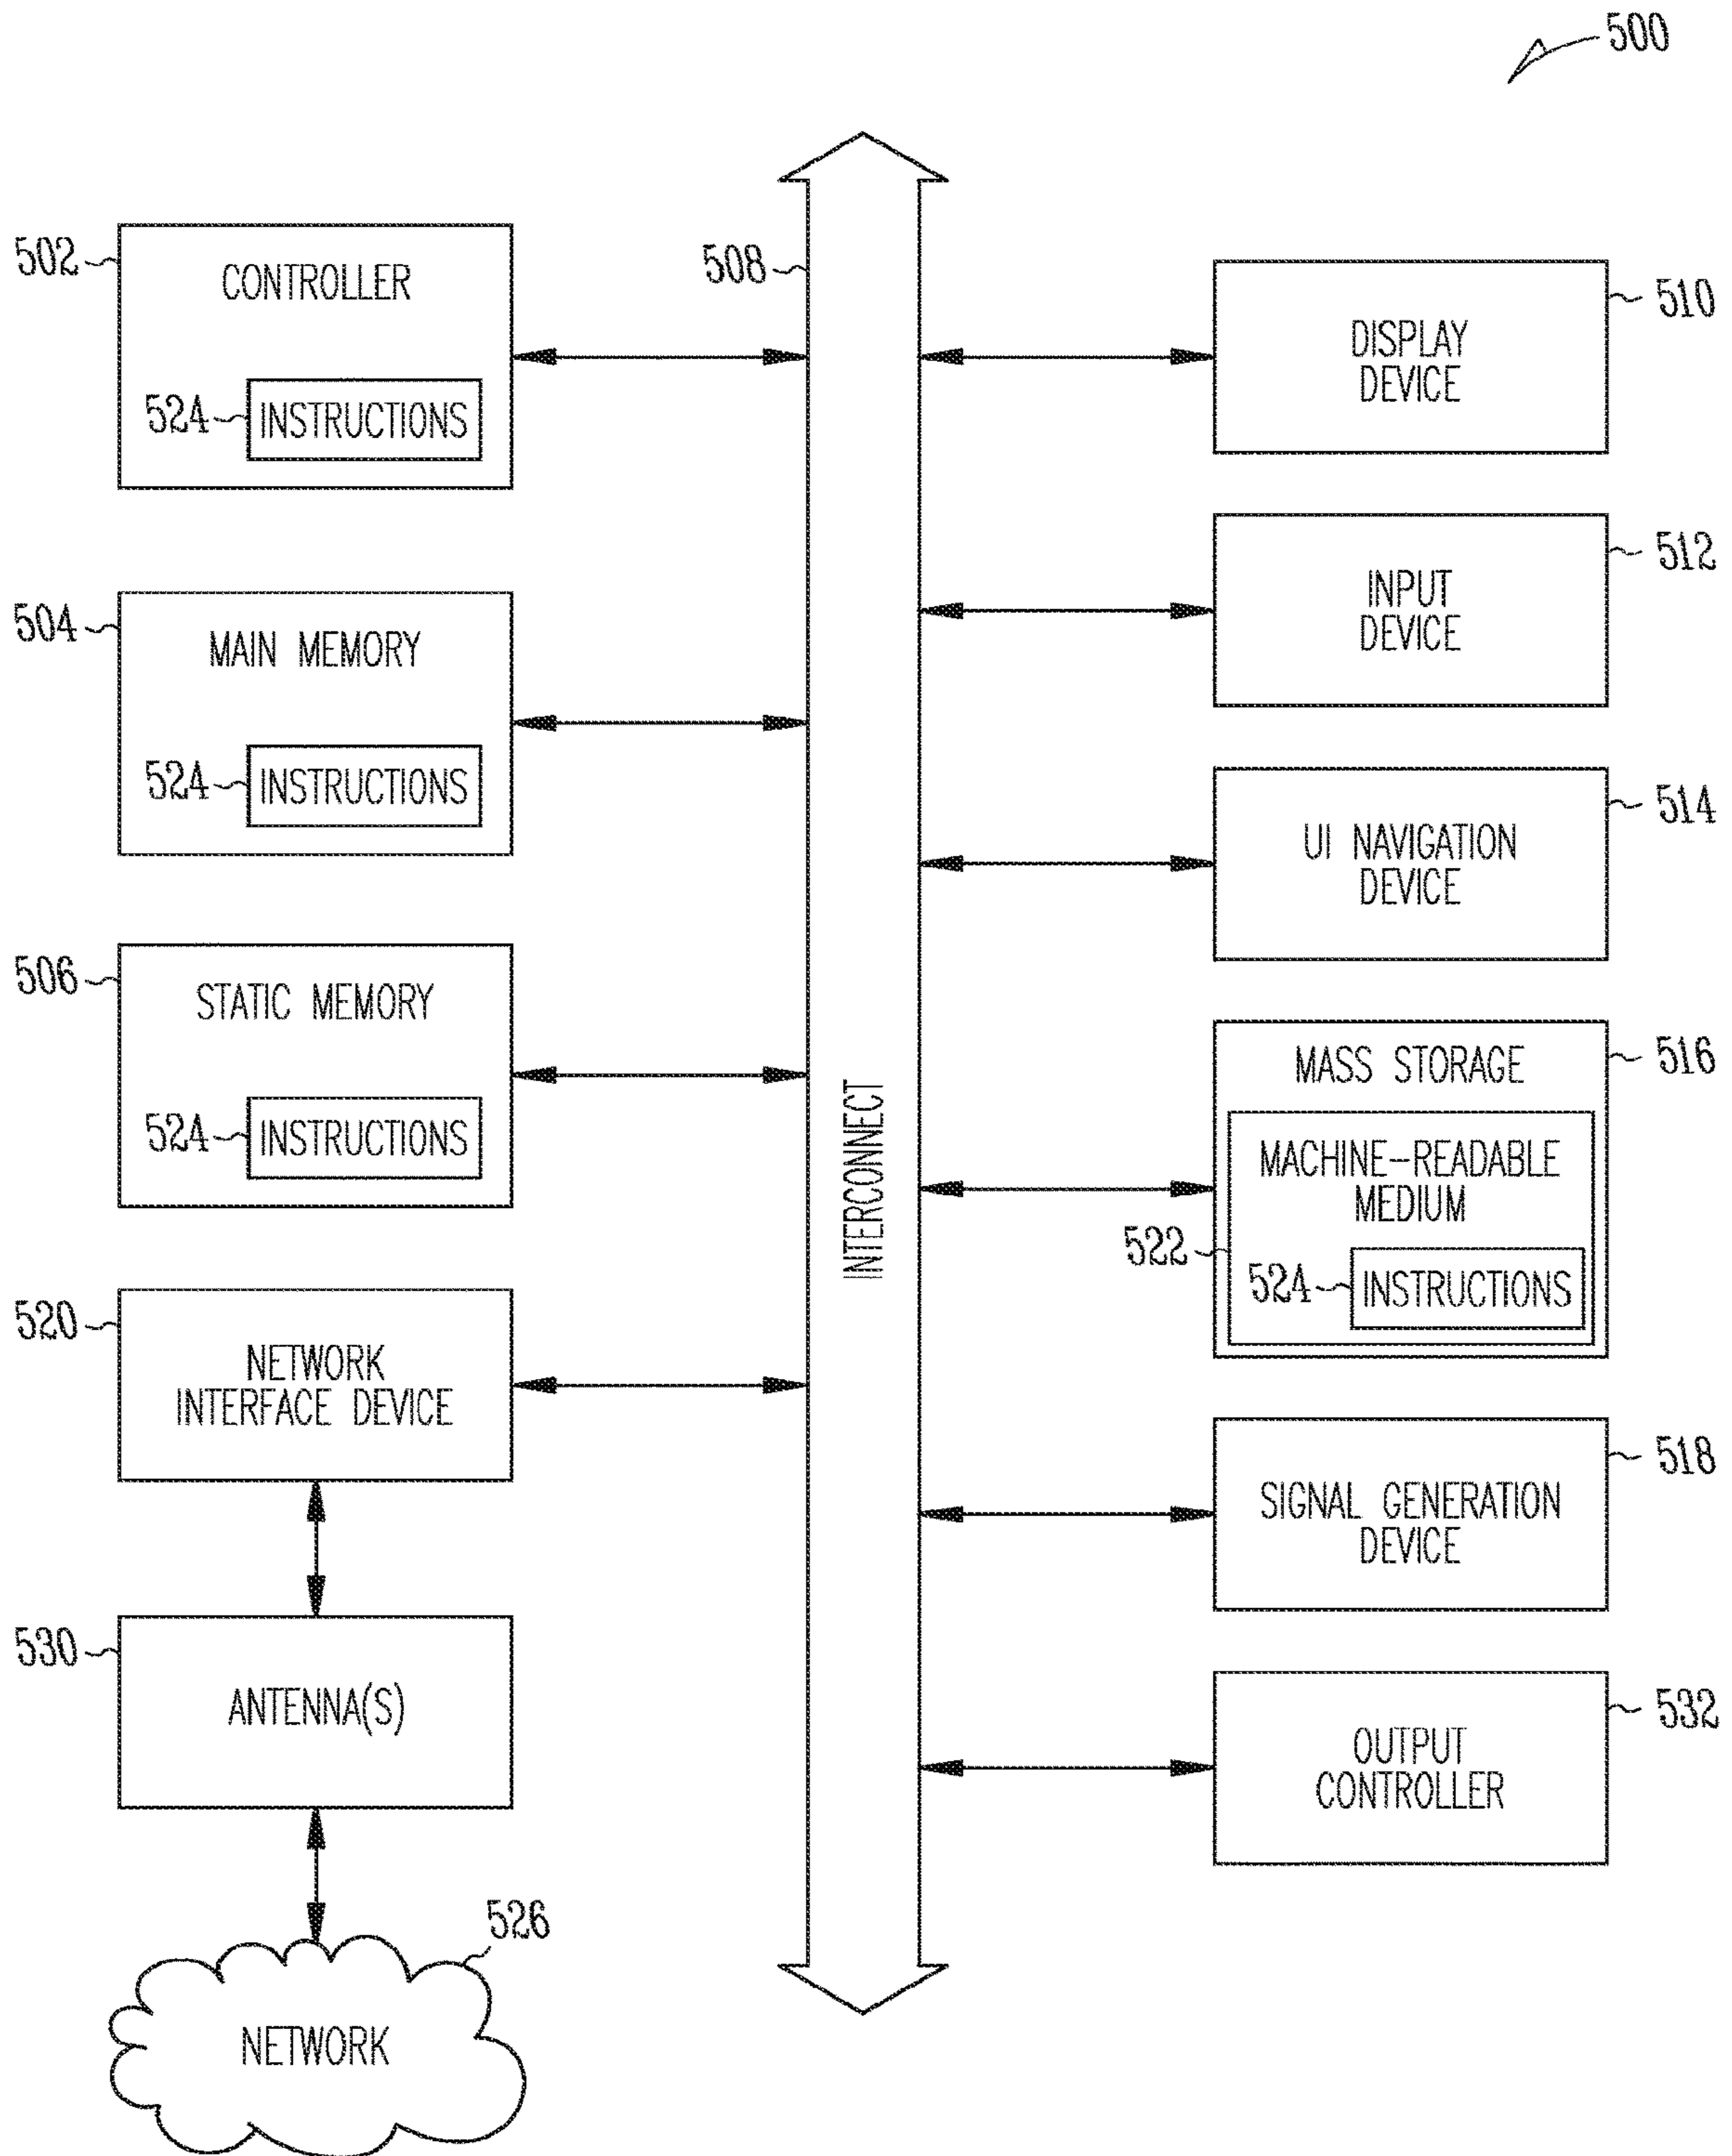 500
502
CONTROLLER
524
INSTRUCTIONS
504
MAIN MEMORY
524
INSTRUCTIONS
506
STATIC MEMORY
524
INSTRUCTIONS
520
NETWORK
INTERFACE DEVICE
530
ANTENNA(S)
526
NETWORK
508
INTERCONNECT
510
DISPLAY
DEVICE
512
INPUT
DEVICE
514
UI NAVIGATION
DEVICE
516
MASS STORAGE
MACHINE-READABLE
MEDIUM
522
524
INSTRUCTIONS
518
SIGNAL GENERATION
DEVICE
532
OUTPUT
CONTROLLER